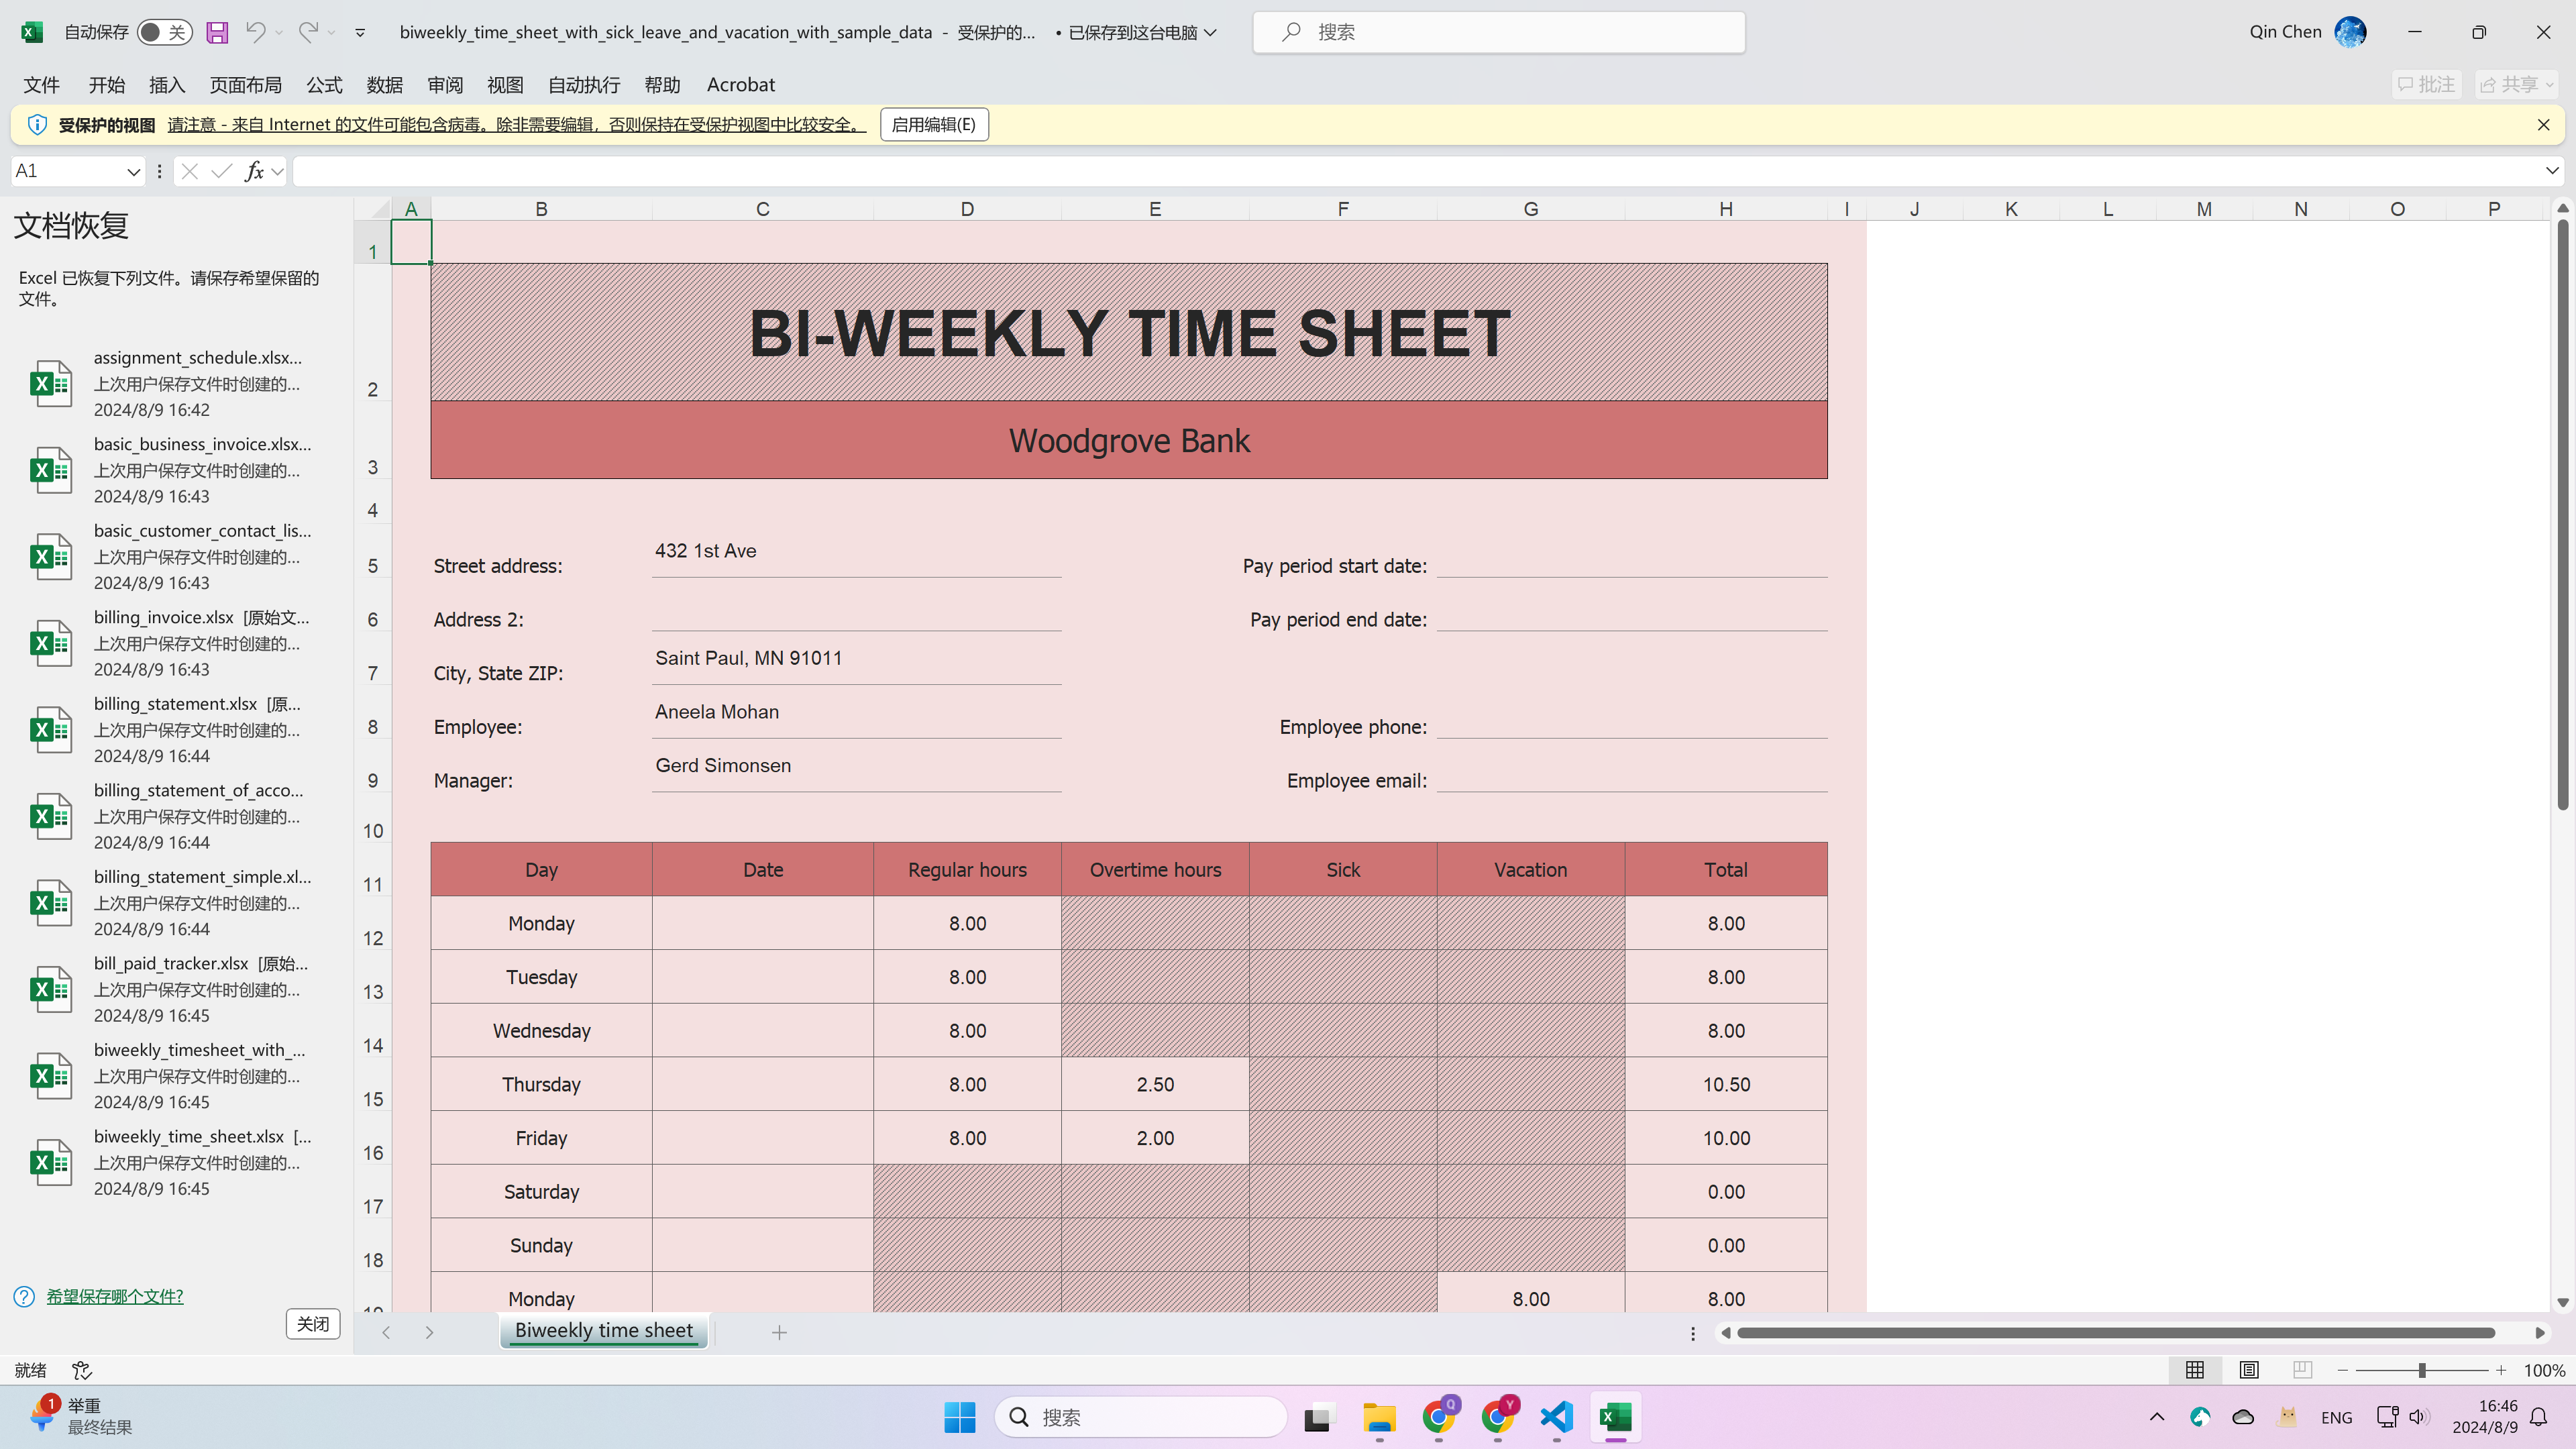 自动保存 关
biweekly_time_sheet_with_sick_leave_and_vacation_with_sample_data - 受保护的... • 已保存到这台电脑
搜索
Qin Chen
文件 开始 插入 页面布局 公式 数据 审阅 视图 自动执行 帮助 Acrobat
批注 共享
受保护的视图 请注意 - 来自 Internet 的文件可能包含病毒。除非需要编辑，否则保持在受保护视图中比较安全。 启用编辑(E)
A1
fx
文档恢复
Excel 已恢复下列文件。请保存希望保留的
文件。
assignment_schedule.xlsx...
上次用户保存文件时创建的...
2024/8/9 16:42
basic_business_invoice.xlsx...
上次用户保存文件时创建的...
2024/8/9 16:43
basic_customer_contact_lis...
上次用户保存文件时创建的...
2024/8/9 16:43
billing_invoice.xlsx [原始文...
上次用户保存文件时创建的...
2024/8/9 16:43
billing_statement.xlsx [原...
上次用户保存文件时创建的...
2024/8/9 16:44
billing_statement_of_acco...
上次用户保存文件时创建的...
2024/8/9 16:44
billing_statement_simple.xl...
上次用户保存文件时创建的...
2024/8/9 16:44
bill_paid_tracker.xlsx [原始...
上次用户保存文件时创建的...
2024/8/9 16:45
biweekly_timesheet_with_...
上次用户保存文件时创建的...
2024/8/9 16:45
biweekly_time_sheet.xlsx [...
上次用户保存文件时创建的...
2024/8/9 16:45
希望保存哪个文件?
关闭
A B C D E F G H I J K L M N O P
1
2 BI-WEEKLY TIME SHEET
3 Woodgrove Bank
4
5 Street address: 432 1st Ave Pay period start date:
6 Address 2: Pay period end date:
7 City, State ZIP: Saint Paul, MN 91011
8 Employee: Aneela Mohan Employee phone:
9 Manager: Gerd Simonsen Employee email:
10
11 Day Date Regular hours Overtime hours Sick Vacation Total
12 Monday 8.00 8.00
13 Tuesday 8.00 8.00
14 Wednesday 8.00 8.00
15 Thursday 8.00 2.50 10.50
16 Friday 8.00 2.00 10.00
17 Saturday 0.00
18 Sunday 0.00
19 Monday 8.00 8.00
Biweekly time sheet
就绪
100%
1 举重
最终结果
搜索
Q
Y
ENG
16:46
2024/8/9